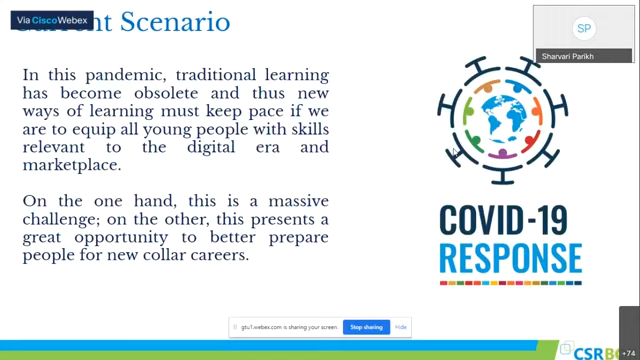 Via Cisco Webex
Current Scenario
SP
Sharvari Parikh
In this pandemic, traditional learning
has become obsolete and thus new
ways of learning must keep pace if we
are to equip all young people with skills
relevant to the digital era and
marketplace.
On the one hand, this is a massive
challenge; on the other, this presents a
great opportunity to better prepare
people for new collar careers.
COVID-19
RESPONSE
gtu1.webex.com is sharing your screen.
Stop sharing
Hide
+74